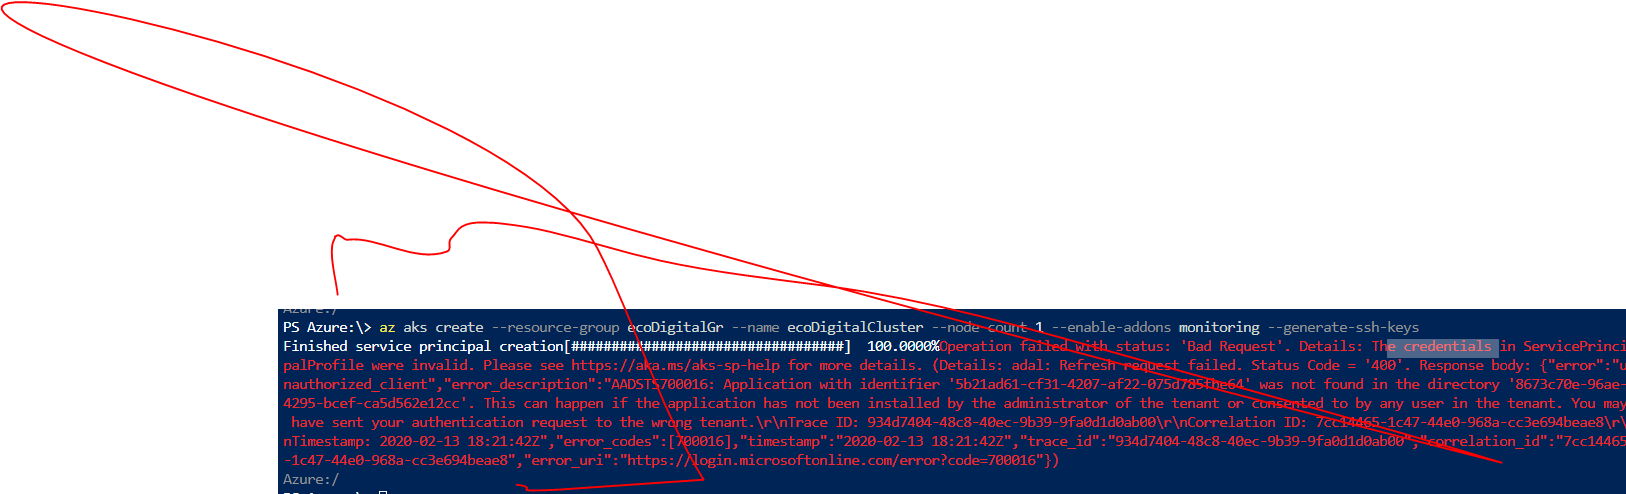 Azure:/
PS Azure:\> az aks create --resource-group ecoDigitalGr --name ecoDigitalCluster --node-count 1 --enable-addons monitoring --generate-ssh-keys
Finished service principal creation[##################################]  100.0000%Operation failed with status: 'Bad Request'. Details: The credentials in ServicePrinci
palProfile were invalid. Please see https://aka.ms/aks-sp-help for more details. (Details: adal: Refresh request failed. Status Code = '400'. Response body: {"error":"u
nauthorized_client","error_description":"AADSTS700016: Application with identifier '5b21ad61-cf31-4207-af22-075d785fbe64' was not found in the directory '8673c70e-96ae-
4295-bcef-ca5d562e12cc'. This can happen if the application has not been installed by the administrator of the tenant or consented to by any user in the tenant. You may
have sent your authentication request to the wrong tenant.\r\nTrace ID: 934d7404-48c8-40ec-9b39-9fa0d1d0ab00\r\nCorrelation ID: 7cc14465-1c47-44e0-968a-cc3e694beae8\r\
nTimestamp: 2020-02-13 18:21:42Z","error_codes":[700016],"timestamp":"2020-02-13 18:21:42Z","trace_id":"934d7404-48c8-40ec-9b39-9fa0d1d0ab00","correlation_id":"7cc14465
-1c47-44e0-968a-cc3e694beae8","error_uri":"https://login.microsoftonline.com/error?code=700016"})
Azure:/
PS Azure:\>